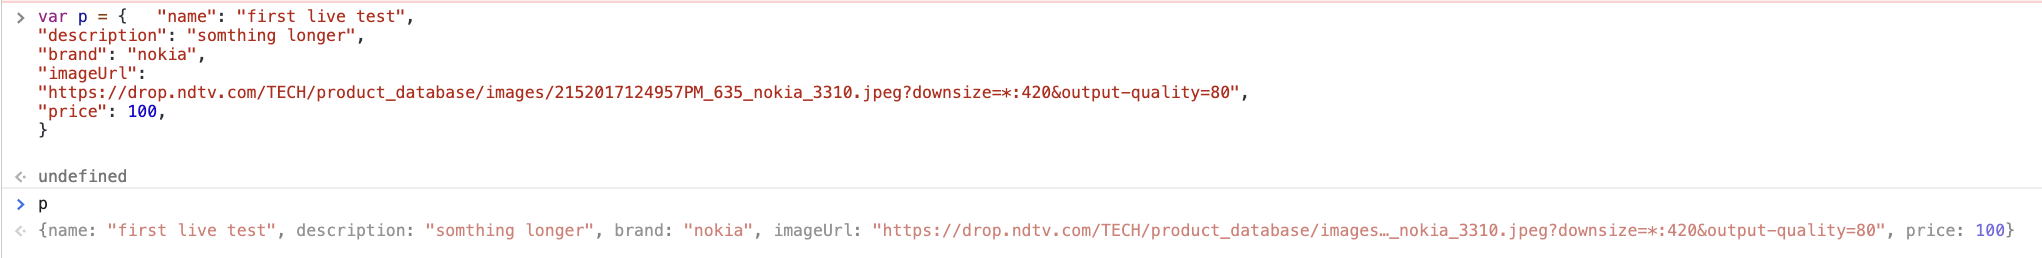 var p = {   "name": "first live test",
"description": "somthing longer",
"brand": "nokia",
"imageUrl":
"https://drop.ndtv.com/TECH/product_database/images/2152017124957PM_635_nokia_3310.jpeg?downsize=*:420&output-quality=80",
"price": 100,
}
undefined
p
{name: "first live test", description: "somthing longer", brand: "nokia", imageUrl: "https://drop.ndtv.com/TECH/product_database/images…_nokia_3310.jpeg?downsize=*:420&output-quality=80", price: 100}